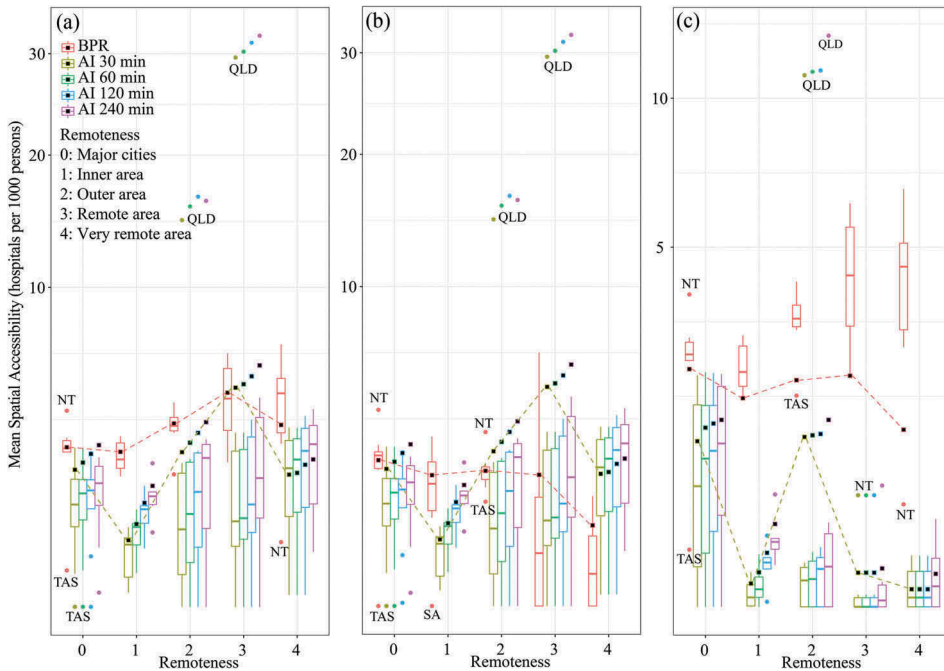 (a)
(b)
(c)
Mean Spatial Accessibility (hospitals per 1000 persons)
30
20
10
BPR
AI 30 min
AI 60 min
AI 120 min
AI 240 min
Remoteness
0: Major cities
1: Inner area
2: Outer area
3: Remote area
4: Very remote area
QLD
QLD
NT
TAS
TAS
NT
0 1 2 3 4
Remoteness
30
20
10
QLD
QLD
NT
NT
TAS
TAS
SA
0 1 2 3 4
Remoteness
10
5
QLD
QLD
NT
TAS
TAS
NT
NT
0 1 2 3 4
Remoteness